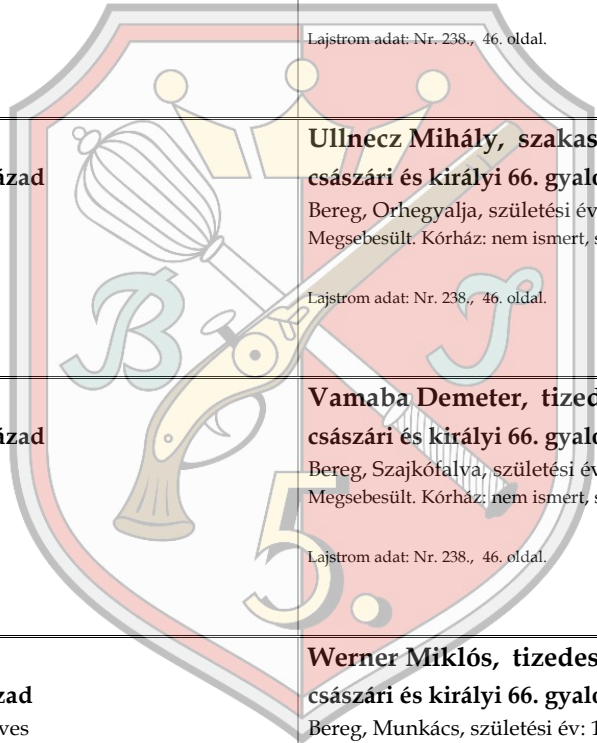 Lajstrom adat: Nr. 238., 46. oldal.
ázad
Ullnecz Mihály, szakas
császári és királyi 66. gyalo
Bereg, Orhegyalja, születési év
Megsebesült. Kórház: nem ismert, s
Lajstrom adat: Nr. 238., 46. oldal.
ázad
Vamaba Demeter, tized
császári és királyi 66. gyalo
Bereg, Szajkófalva, születési év
Megsebesült. Kórház: nem ismert, s
Lajstrom adat: Nr. 238., 46. oldal.
zad
ves
Werner Miklós, tizedes
császári és királyi 66. gyalo
Bereg, Munkács, születési év: 1
B J
5.